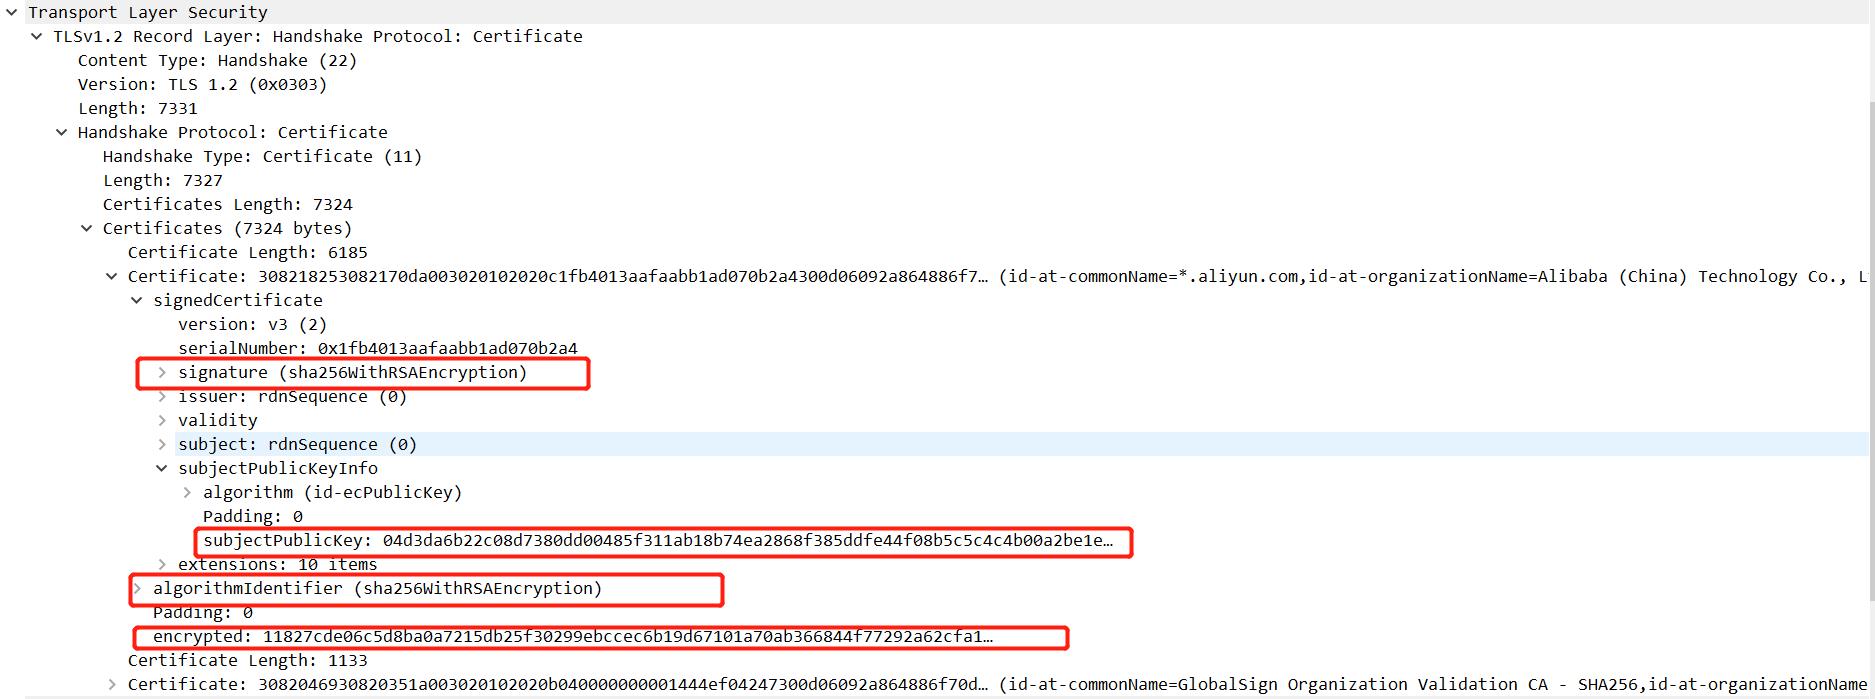 Transport Layer Security
TLSv1.2 Record Layer: Handshake Protocol: Certificate
Content Type: Handshake (22)
Version: TLS 1.2 (0x0303)
Length: 7331
Handshake Protocol: Certificate
Handshake Type: Certificate (11)
Length: 7327
Certificates Length: 7324
Certificates (7324 bytes)
Certificate Length: 6185
Certificate: 308218253082170da003020102020c1fb4013aafaabb1ad070b2a4300d06092a864886f7… (id-at-commonName=*.aliyun.com,id-at-organizationName=Alibaba (China) Technology Co., L
signedCertificate
version: v3 (2)
serialNumber: 0x1fb4013aafaabb1ad070b2a4
signature (sha256WithRSAEncryption)
issuer: rdnSequence (0)
validity
subject: rdnSequence (0)
subjectPublicKeyInfo
algorithm (id-ecPublicKey)
Padding: 0
subjectPublicKey: 04d3da6b22c08d7380dd00485f311ab18b74ea2868f385ddfe44f08b5c5c4c4b00a2be1e…
extensions: 10 items
algorithmIdentifier (sha256WithRSAEncryption)
Padding: 0
encrypted: 11827cde06c5d8ba0a7215db25f30299ebccec6b19d67101a70ab366844f77292a62cfa1…
Certificate Length: 1133
Certificate: 3082046930820351a003020102020b040000000001444ef04247300d06092a864886f70d… (id-at-commonName=GlobalSign Organization Validation CA - SHA256,id-at-organizationName